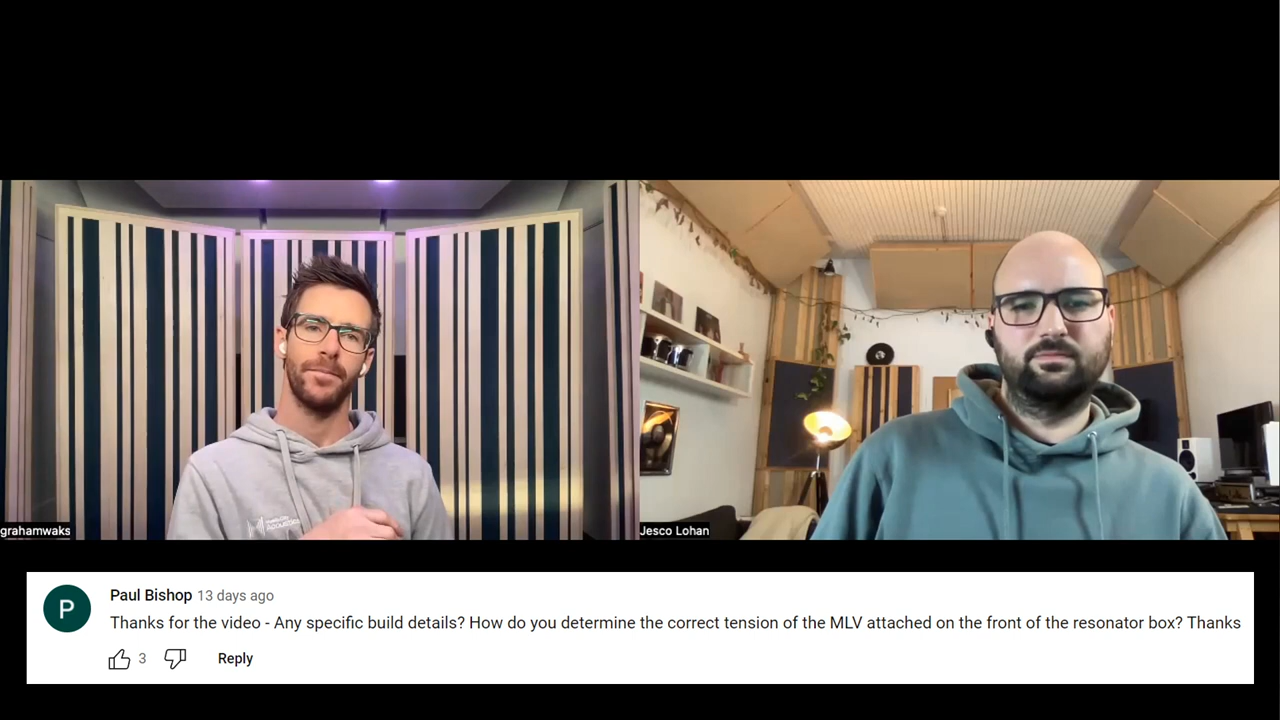 grahamwaks
Jesco Lohan
P
Paul Bishop 13 days ago
Thanks for the video - Any specific build details? How do you determine the correct tension of the MLV attached on the front of the resonator box? Thanks
3
Reply